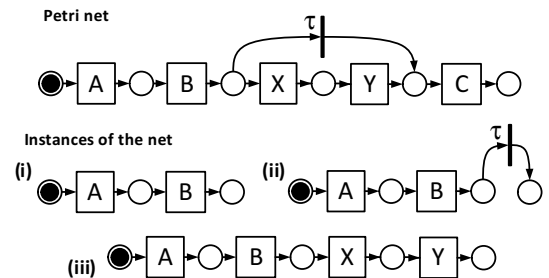 Petri net
τ
A B X Y C
Instances of the net
(i) A B
(ii) A B τ
(iii) A B X Y